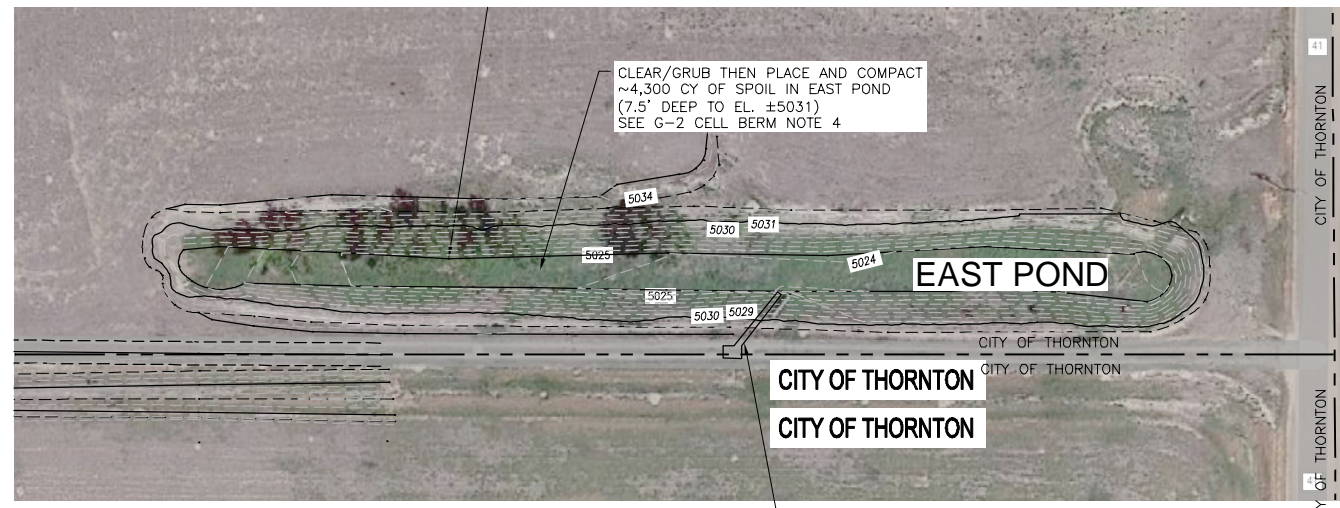 41
CLEAR/GRUB THEN PLACE AND COMPACT
~4,300 CY OF SPOIL IN EAST POND
(7.5' DEEP TO EL. ±5031)
SEE G-2 CELL BERM NOTE 4
CITY OF THORNTON
5034
5030
5031
5025
5024
EAST POND
5025
5030
5029
CITY OF THORNTON
CITY OF THORNTON
CITY OF THORNTON
CITY OF THORNTON
Y OF THORNTON